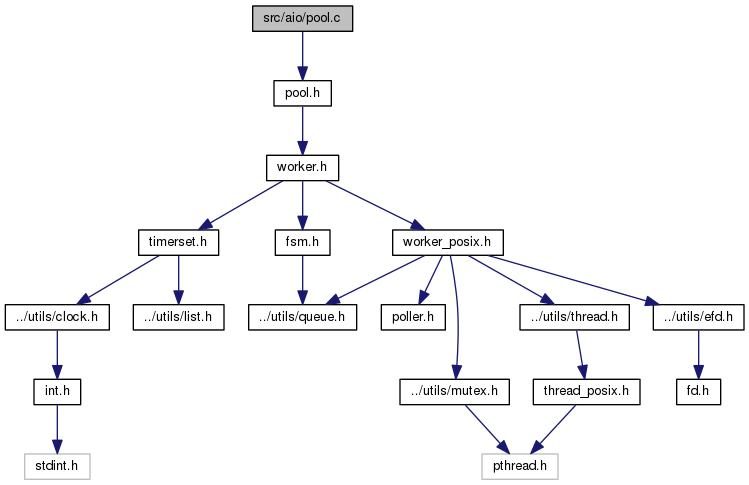 src/aio/pool.c
pool.h
worker.h
timerset.h
fsm.h
worker_posix.h
../utils/clock.h
../utils/list.h
../utils/queue.h
poller.h
../utils/thread.h
../utils/efd.h
int.h
../utils/mutex.h
thread_posix.h
fd.h
stdint.h
pthread.h